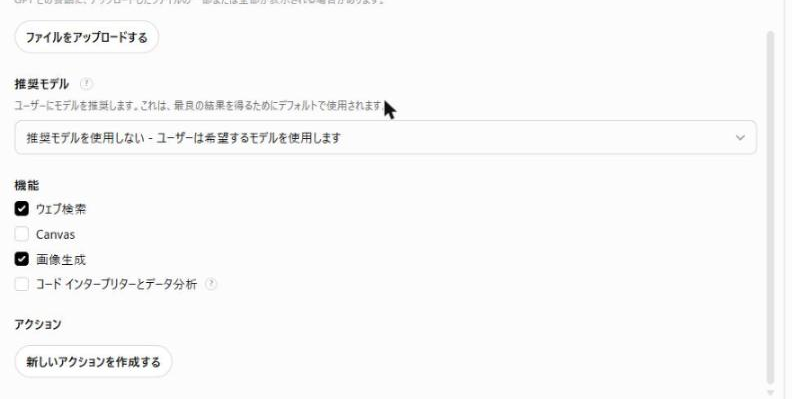 GPT との会話に、アップロードしたファイルの一部または全部が表示される場合があります。
ファイルをアップロードする
推奨モデル ?
ユーザーにモデルを推奨します。これは、最良の結果を得るためにデフォルトで使用されます。
推奨モデルを使用しない - ユーザーは希望するモデルを使用します
機能
ウェブ検索
Canvas
画像生成
コード インタープリターとデータ分析 ?
アクション
新しいアクションを作成する